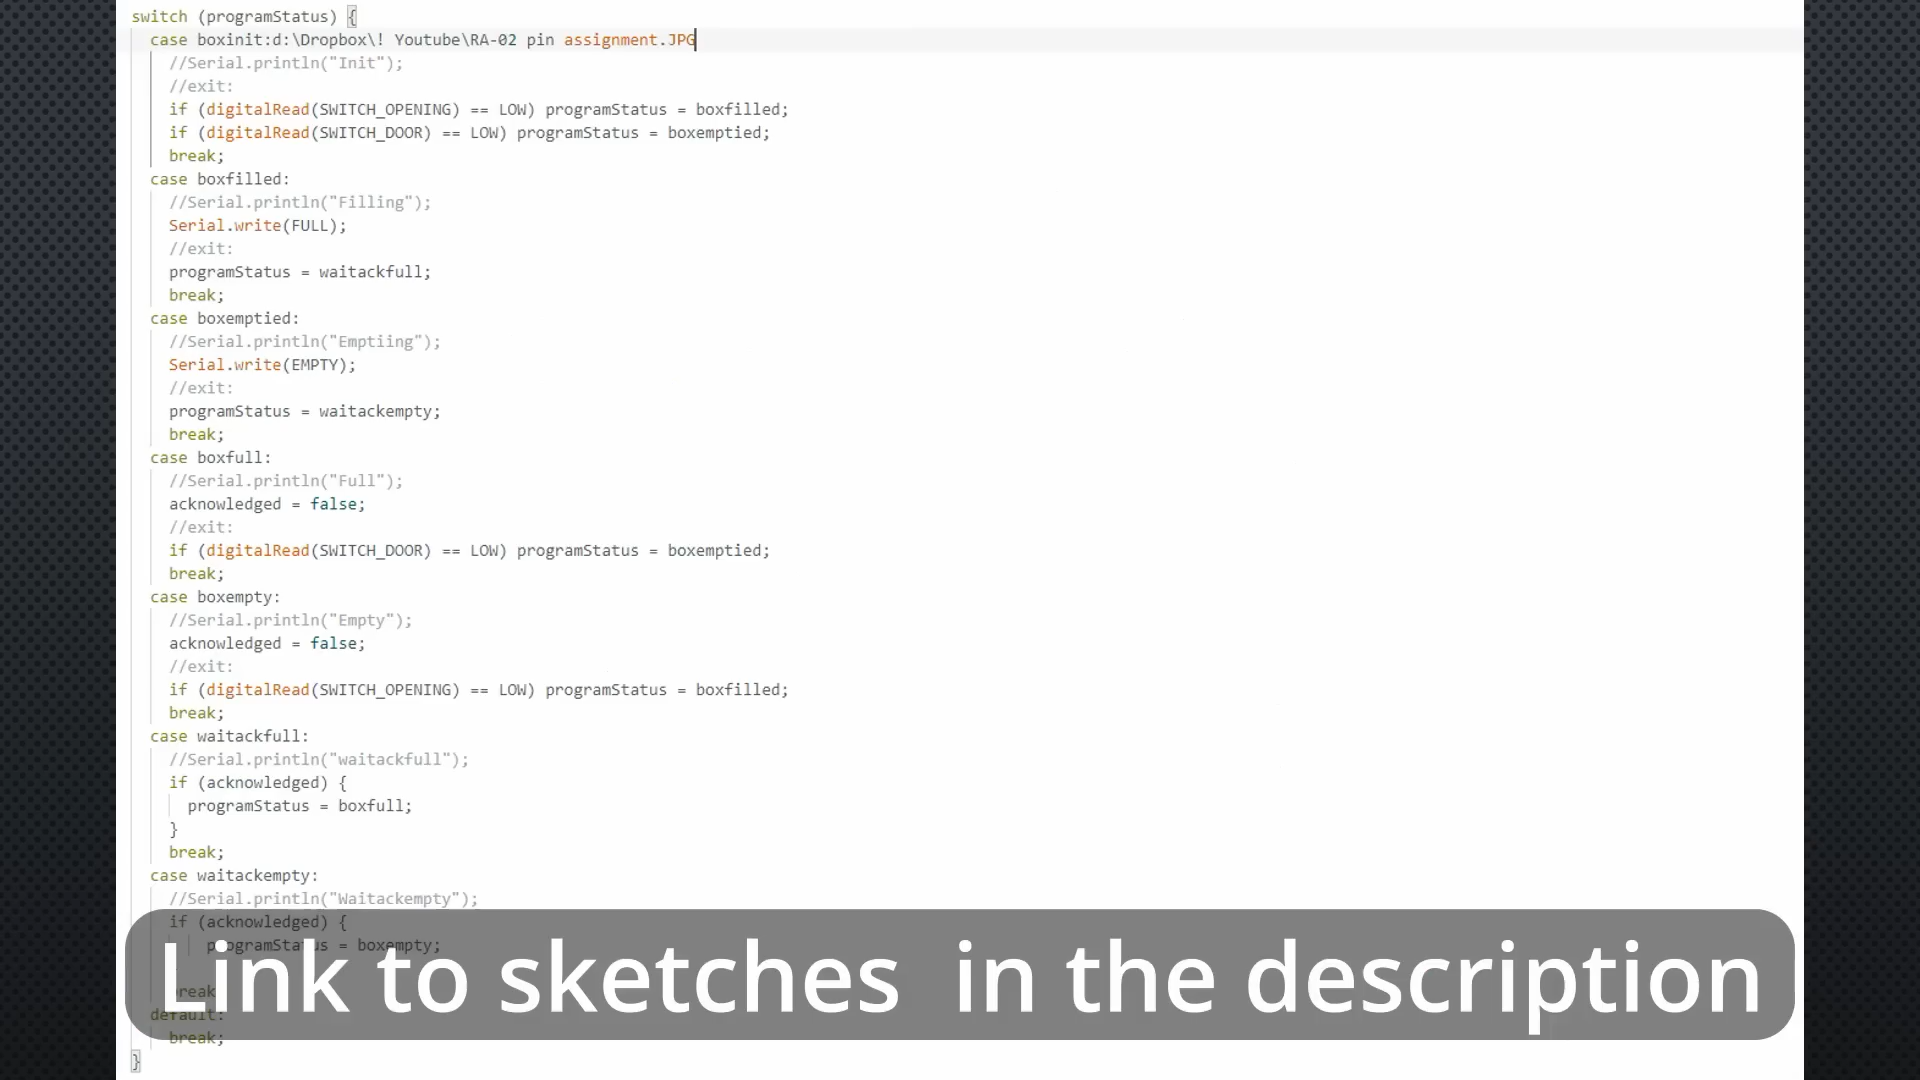 switch (programStatus) {
case boxinit:d:\Dropbox\! Youtube\RA-02 pin assignment.JPG
//Serial.println("Init");
//exit:
if (digitalRead(SWITCH_OPENING) == LOW) programStatus = boxfilled;
if (digitalRead(SWITCH_DOOR) == LOW) programStatus = boxemptied;
break;
case boxfilled:
//Serial.println("Filling");
Serial.write(FULL);
//exit:
programStatus = waitackfull;
break;
case boxemptied:
//Serial.println("Emptiing");
Serial.write(EMPTY);
//exit:
programStatus = waitackempty;
break;
case boxfull:
//Serial.println("Full");
acknowledged = false;
//exit:
if (digitalRead(SWITCH_DOOR) == LOW) programStatus = boxemptied;
break;
case boxempty:
//Serial.println("Empty");
acknowledged = false;
//exit:
if (digitalRead(SWITCH_OPENING) == LOW) programStatus = boxfilled;
break;
case waitackfull:
//Serial.println("waitackfull");
if (acknowledged) {
programStatus = boxfull;
}
break;
case waitackempty:
//Serial.println("Waitackempty");
if (acknowledged) {
programStatus = boxempty;
Link to sketches in the description
break
default:
break;
}